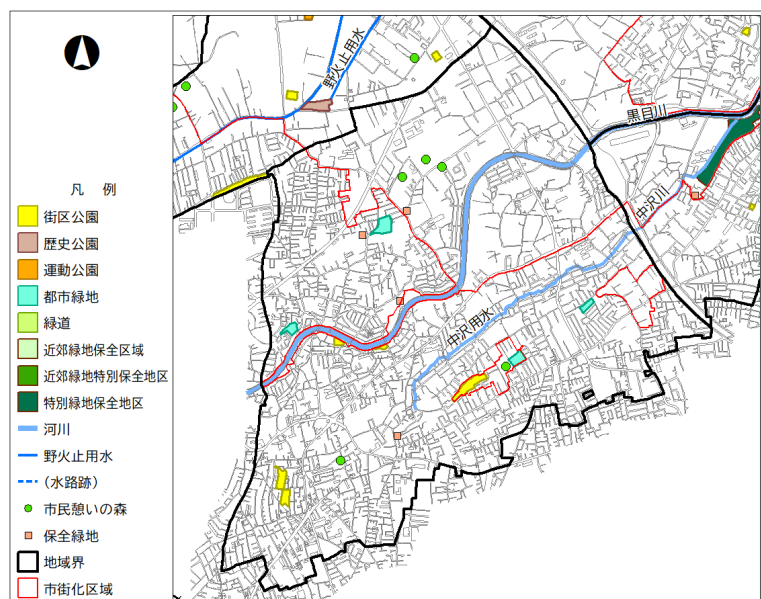 野火止用水
黒目川
中沢川
中沢用水
凡 例
街区公園
歴史公園
運動公園
都市緑地
緑道
近郊緑地保全区域
近郊緑地特別保全地区
特別緑地保全地区
河川
野火止用水
(水路跡)
市民憩いの森
保全緑地
地域界
市街化区域